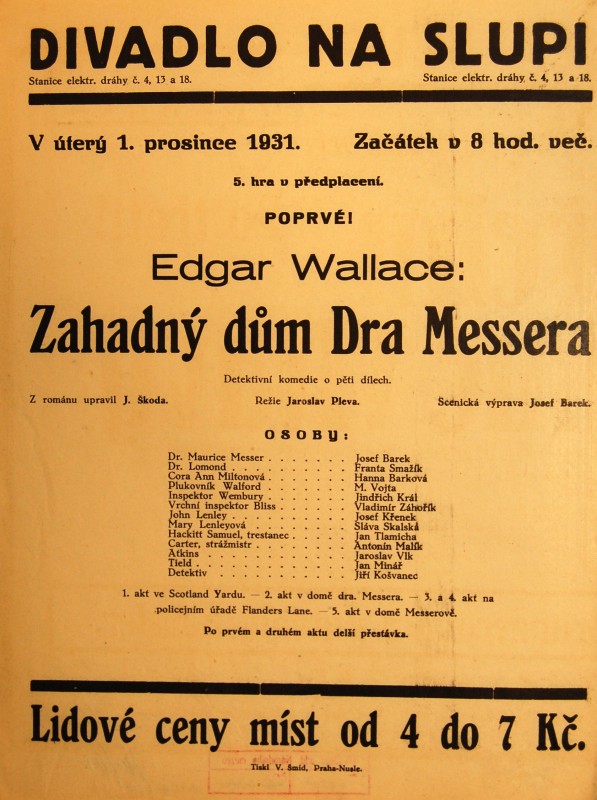 DIVADLO NA SLUPI
Stanice elektr. dráhy č. 4, 13 a 18. Stanice elektr. dráhy č. 4, 13 a 18.
V úterý 1. prosince 1931. Začátek v 8 hod. več.
5. hra v předplacení.
POPRVÉ!
Edgar Wallace:
Zahadný dům Dra Messera
Detektivní komedie o pěti dílech.
Z románu upravil J. Škoda. Režie Jaroslav Pleva. Scenická výprava Josef Barek.
OSOBY:
Dr. Maurice Messer . . . . . . . Josef Barek
Dr. Lomond . . . . . . . . . Franta Smažík
Cora Ann Miltonová . . . . . . . Hanna Barková
Plukovník Walford . . . . . . . M. Vojta
Inspektor Wembury . . . . . . . Jindřich Král
Vrchní inspektor Bliss . . . . . . Vladimír Záhořík
John Lenley . . . . . . . . . Josef Křenek
Mary Lenleyová . . . . . . . . Sláva Skalská
Hackitt Samuel, trestanec . . . . . Jan Tlamicha
Carter, strážmistr . . . . . . . Antonín Malík
Atkins . . . . . . . . . . Jaroslav Vlk
Tield . . . . . . . . . . . Jan Minář
Detektiv . . . . . . . . . . Jiří Košvanec
1. akt ve Scotland Yardu. — 2. akt v domě dra. Messera. — 3. a 4. akt na
policejním úřadě Flanders Lane. — 5. akt v domě Messerově.
Po prvém a druhém aktu delší přestávka.
Lidové ceny míst od 4 do 7 Kč.
Tiskl V. Šmíd, Praha-Nusle.